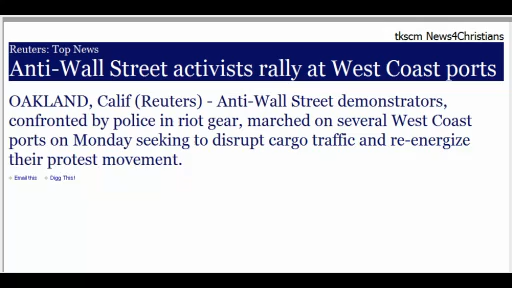 tkscm News4Christians
Reuters: Top News
Anti-Wall Street activists rally at West Coast ports
OAKLAND, Calif (Reuters) - Anti-Wall Street demonstrators,
confronted by police in riot gear, marched on several West Coast
ports on Monday seeking to disrupt cargo traffic and re-energize
their protest movement.
Email this Digg This!